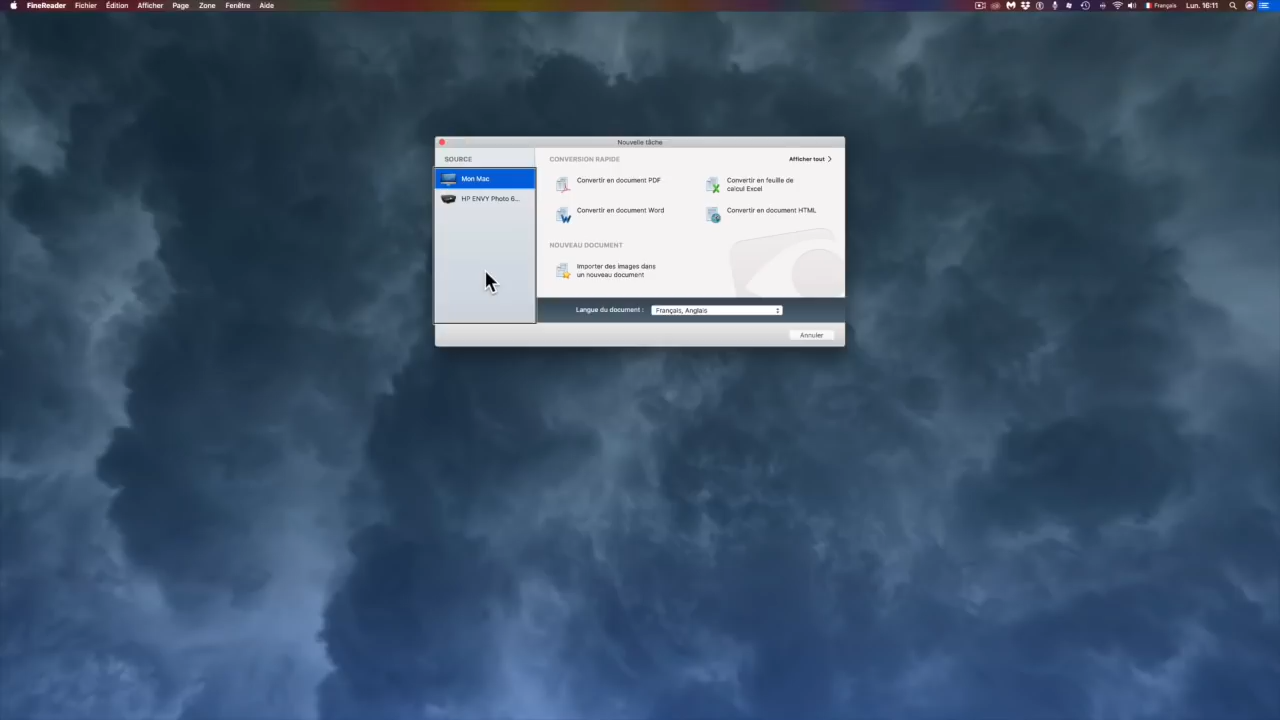 FineReader Fichier Édition Afficher Page Zone Fenêtre Aide Français Lun. 16:11
Nouvelle tâche
SOURCE
Mon Mac
HP ENVY Photo 6...
CONVERSION RAPIDE
Afficher tout
Convertir en document PDF
Convertir en feuille de
calcul Excel
Convertir en document Word
Convertir en document HTML
NOUVEAU DOCUMENT
Importer des images dans
un nouveau document
Langue du document : Français, Anglais
Annuler